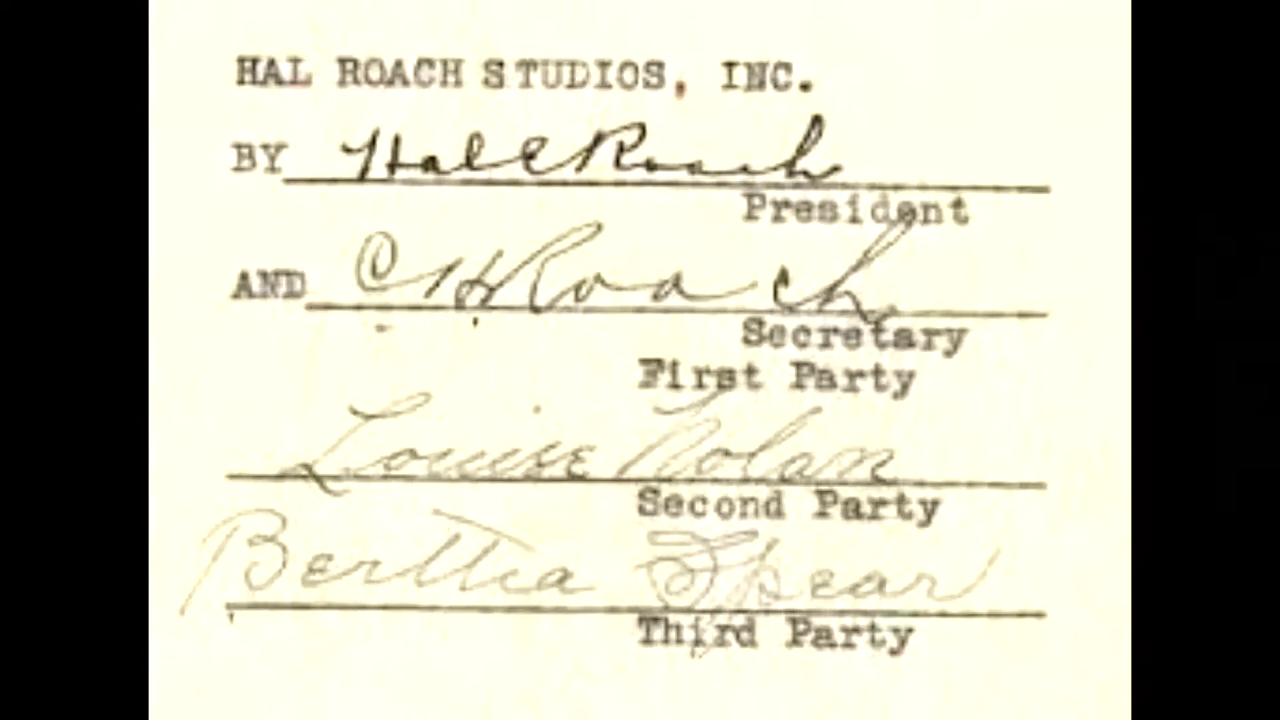 HAL ROACH STUDIOS, INC.
BY Hal E Roach
President
AND C H Roach
Secretary
First Party
Louise Nolan
Second Party
Bertha Spear
Third Party